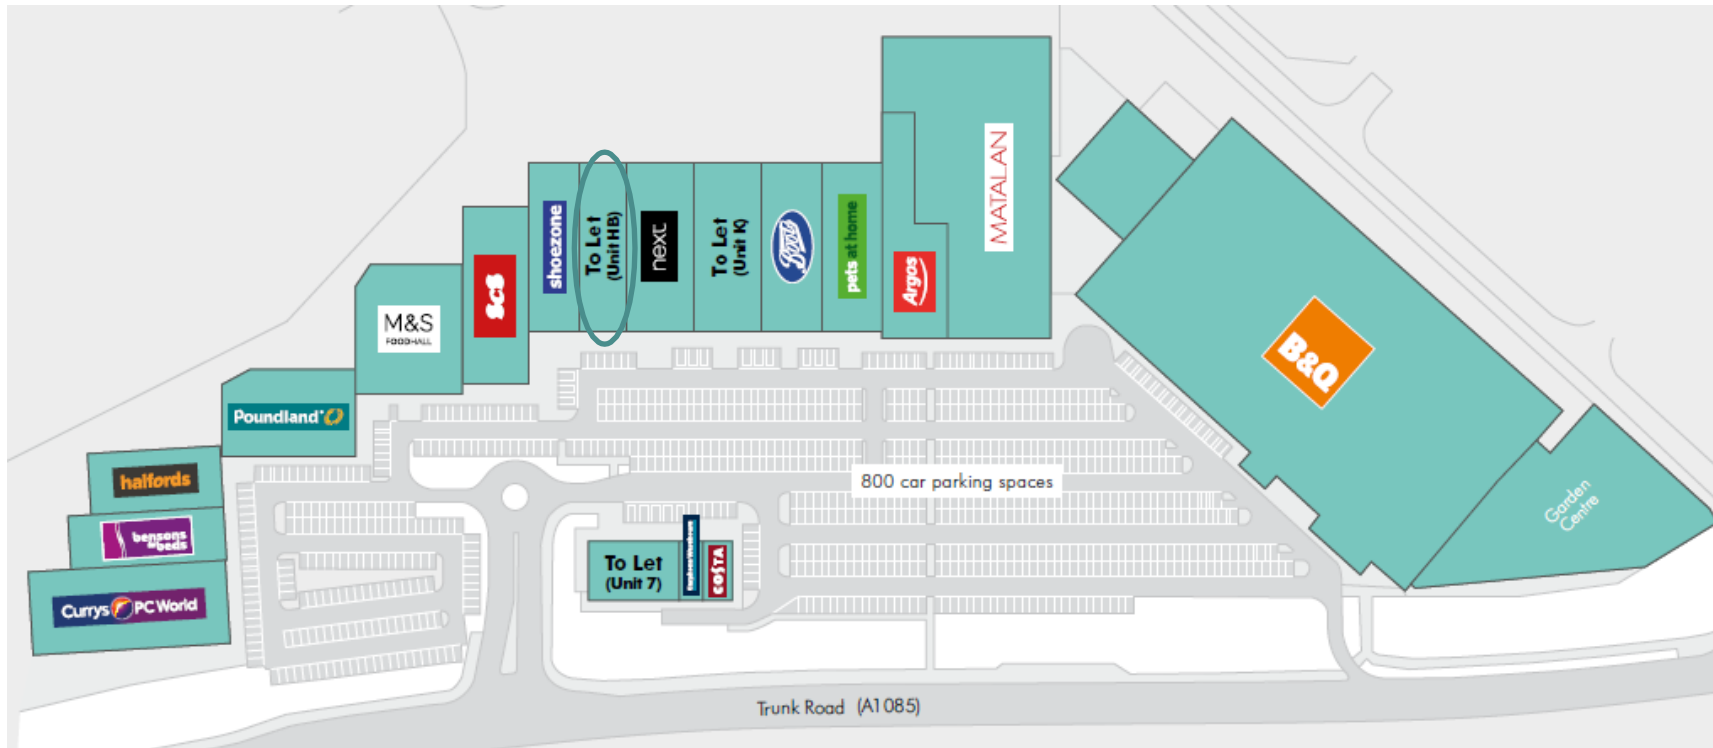 MATALAN
shoezone
To Let
(Unit HB)
next
To Let
(Unit K)
Boots
pets at home
Argos
ScS
M&S
FOODHALL
B&Q
Poundland
halfords
bensons
for beds
Currys PC World
800 car parking spaces
Garden
Centre
To Let
(Unit 7)
COSTA
Trunk Road (A1085)